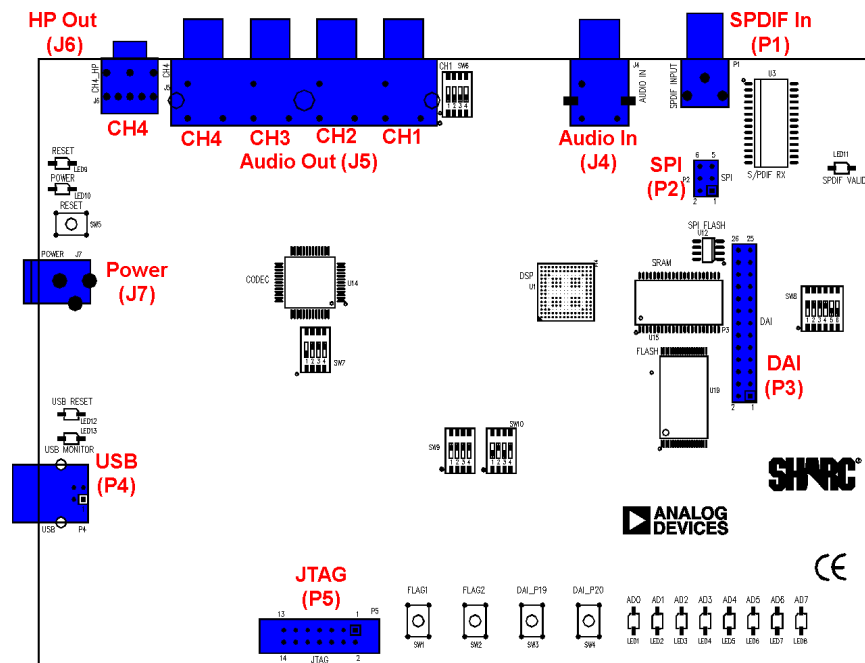 HP Out
(J6)
SPDIF In
(P1)
CH4_HP
J6
CH4
J5
CH1
SW6
1 2 3 4
J4
AUDIO IN
SPDIF INPUT
P1
U3
S/PDIF RX
CH4
CH4
CH3
CH2
CH1
Audio Out (J5)
Audio In
(J4)
SPI
(P2)
6 5
P2
SPI
2 1
LED11
SPDIF VALID
RESET
LED9
POWER
LED10
RESET
SW5
POWER
J7
Power
(J7)
CODEC
U14
1 2 3 4
SW7
DSP
U1
SPI FLASH
U12
SRAM
U15
P3
26 25
DAI
2 1
SW8
1 2 3 4 5 6
FLASH
U19
DAI
(P3)
USB RESET
LED12
LED13
USB MONITOR
USB
(P4)
USB
P4
SW9
1 2 3 4
SW10
1 2 3 4
SHARC®
ANALOG
DEVICES
CE
JTAG
(P5)
13 1
P5
14 2
JTAG
FLAG1
SW1
FLAG2
SW2
DAI_P19
SW3
DAI_P20
SW4
AD0 AD1 AD2 AD3 AD4 AD5 AD6 AD7
LED1 LED2 LED3 LED4 LED5 LED6 LED7 LED8